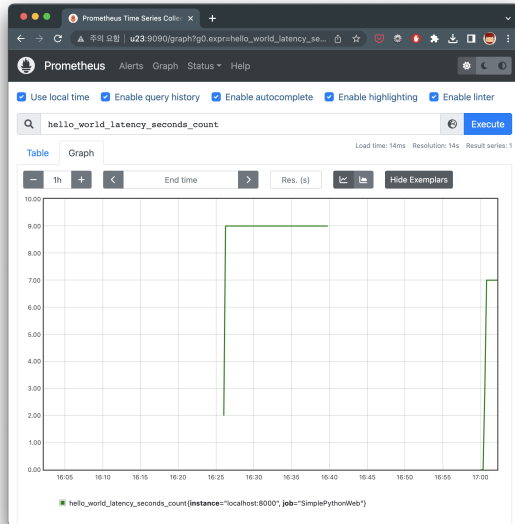 Prometheus Time Series Collec
주의 요함 | u23:9090/graph?g0.expr=hello_world_latency_se...
Prometheus Alerts Graph Status Help
Use local time Enable query history Enable autocomplete Enable highlighting Enable linter
hello_world_latency_seconds_count Execute
Load time: 14ms Resolution: 14s Result series: 1
Table Graph
1h End time Res. (s) Hide Exemplars
10.00
9.00
8.00
7.00
6.00
5.00
4.00
3.00
2.00
1.00
0.00
16:05 16:10 16:15 16:20 16:25 16:30 16:35 16:40 16:45 16:50 16:55 17:00
hello_world_latency_seconds_count{instance="localhost:8000", job="SimplePythonWeb"}